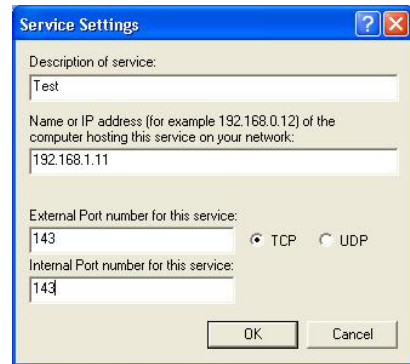 Service Settings
Description of service:
Test
Name or IP address (for example 192.168.0.12) of the
computer hosting this service on your network:
192.168.1.11
External Port number for this service:
143
TCP
UDP
Internal Port number for this service:
143
OK
Cancel